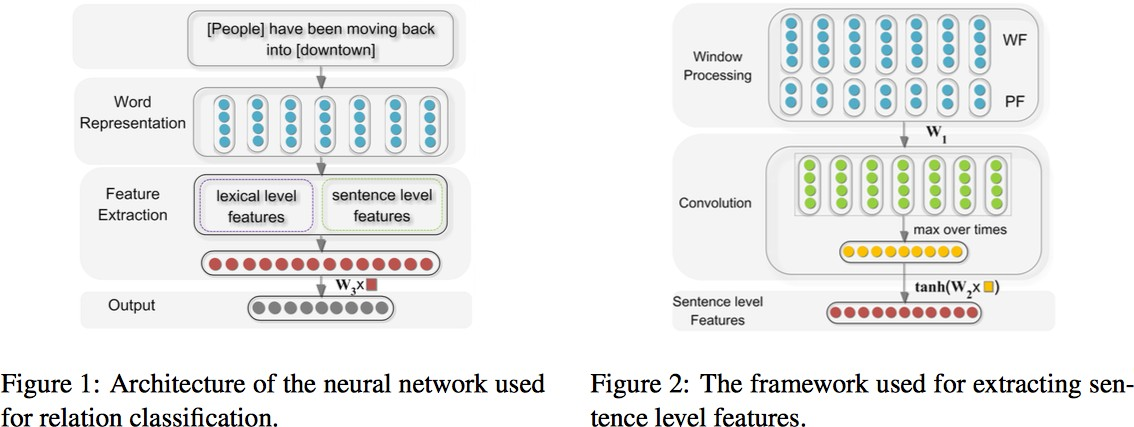 [People] have been moving back
into [downtown]
Word
Representation
Feature
Extraction
lexical level
features
sentence level
features
W3x
Output
Figure 1: Architecture of the neural network used
for relation classification.
Window
Processing
WF
PF
W1
Convolution
max over times
tanh(W2x )
Sentence level
Features
Figure 2: The framework used for extracting sen-
tence level features.